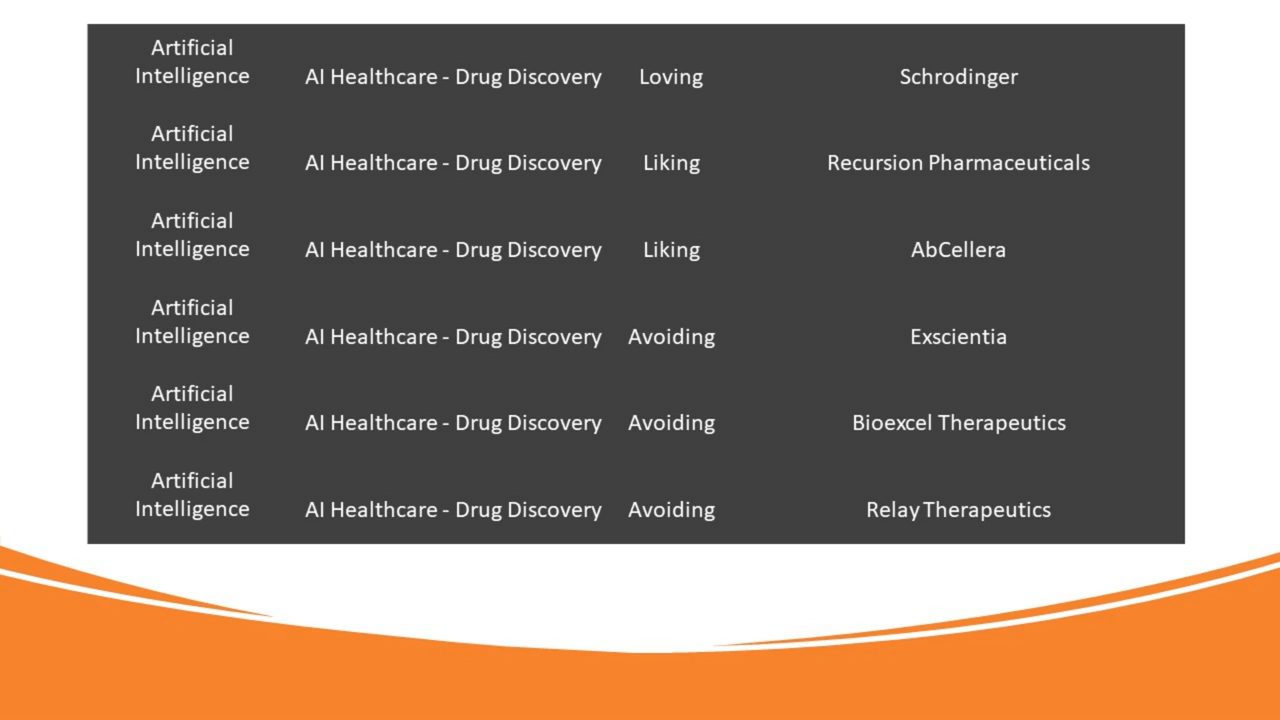 Artificial
Intelligence AI Healthcare - Drug Discovery Loving Schrodinger
Artificial
Intelligence AI Healthcare - Drug Discovery Liking Recursion Pharmaceuticals
Artificial
Intelligence AI Healthcare - Drug Discovery Liking AbCellera
Artificial
Intelligence AI Healthcare - Drug Discovery Avoiding Exscientia
Artificial
Intelligence AI Healthcare - Drug Discovery Avoiding Bioexcel Therapeutics
Artificial
Intelligence AI Healthcare - Drug Discovery Avoiding Relay Therapeutics